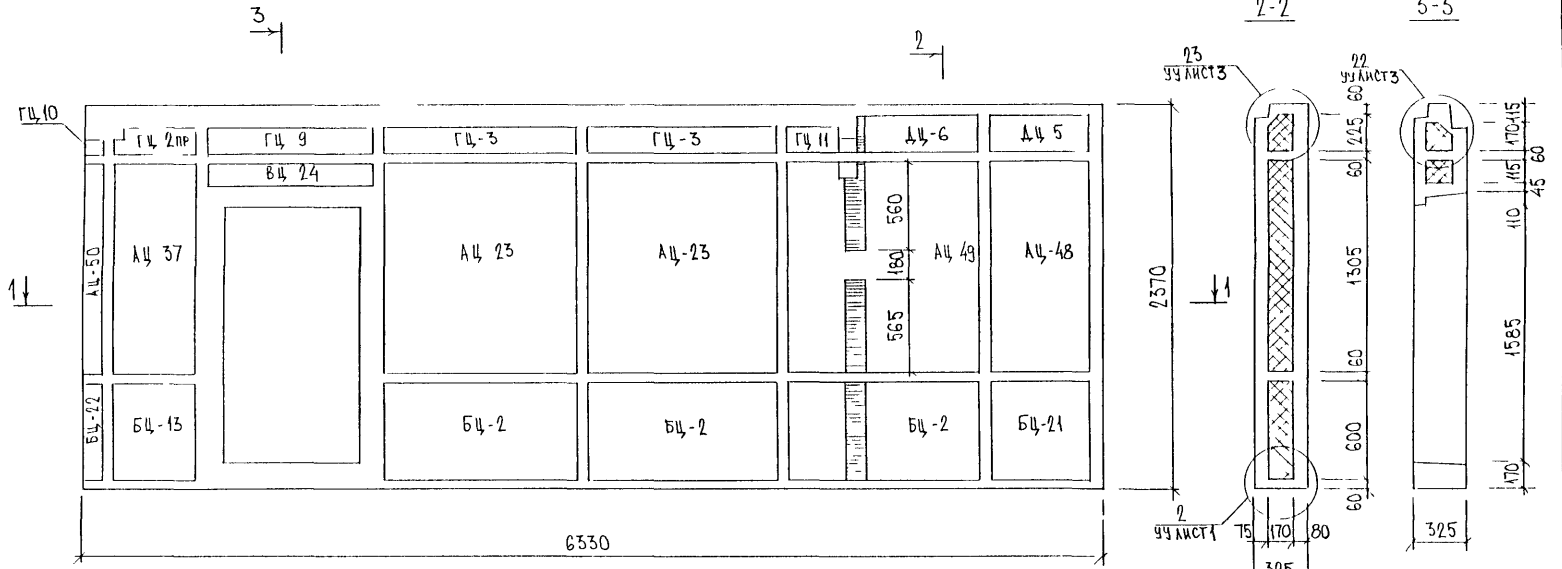 3
2
ГЦ 10
ГЦ 2ПР
ГЦ 9
ГЦ-3
ГЦ-3
ГЦ 11
ДЦ-6
ДЦ 5
ВЦ 24
АЦ-50
АЦ 37
АЦ 23
АЦ-23
АЦ 49
АЦ-48
560
180
565
1
1
БЦ-22
БЦ-13
БЦ-2
БЦ-2
БЦ-2
БЦ-21
6330
2370
2-2
23
УУ ЛИСТ3
60
225
60
1305
60
600
60
2
УУ ЛИСТ1
75
170
80
325
3-3
22
УУ ЛИСТ3
115
170
60
115
45
110
1585
170
325